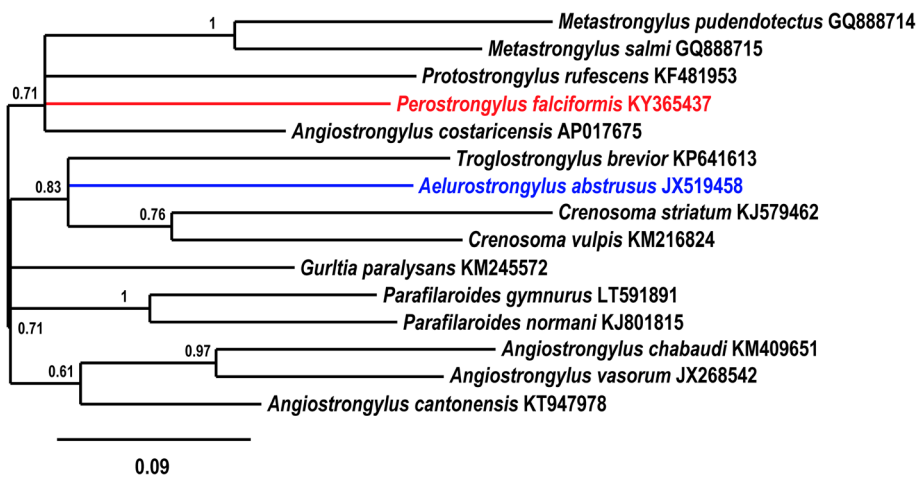 Metastrongylus pudendotectus GQ888714
1
Metastrongylus salmi GQ888715
Protostrongylus rufescens KF481953
0.71
Perostrongylus falciformis KY365437
Angiostrongylus costaricensis AP017675
Troglostrongylus brevior KP641613
0.83
Aelurostrongylus abstrusus JX519458
0.76
Crenosoma striatum KJ579462
Crenosoma vulpis KM216824
Gurltia paralysans KM245572
1
Parafilaroides gymnurus LT591891
Parafilaroides normani KJ801815
0.71
Angiostrongylus chabaudi KM409651
0.97
0.61
Angiostrongylus vasorum JX268542
Angiostrongylus cantonensis KT947978
0.09